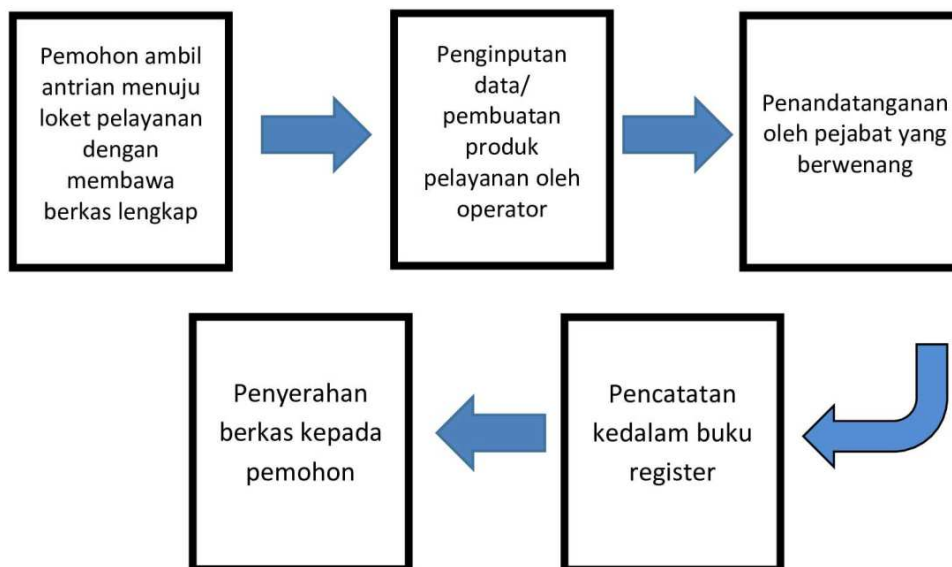 Pemohon ambil
antrian menuju
loket pelayanan
dengan
membawa
berkas lengkap
Penginputan
data/
pembuatan
produk
pelayanan oleh
operator
Penandatanganan
oleh pejabat yang
berwenang
Pencatatan
kedalam buku
register
Penyerahan
berkas kepada
pemohon